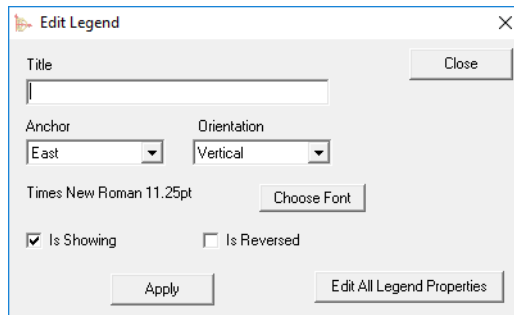 Edit Legend
Title
Close
Anchor
Orientation
East
Vertical
Times New Roman 11.25pt
Choose Font
Is Showing
Is Reversed
Apply
Edit All Legend Properties